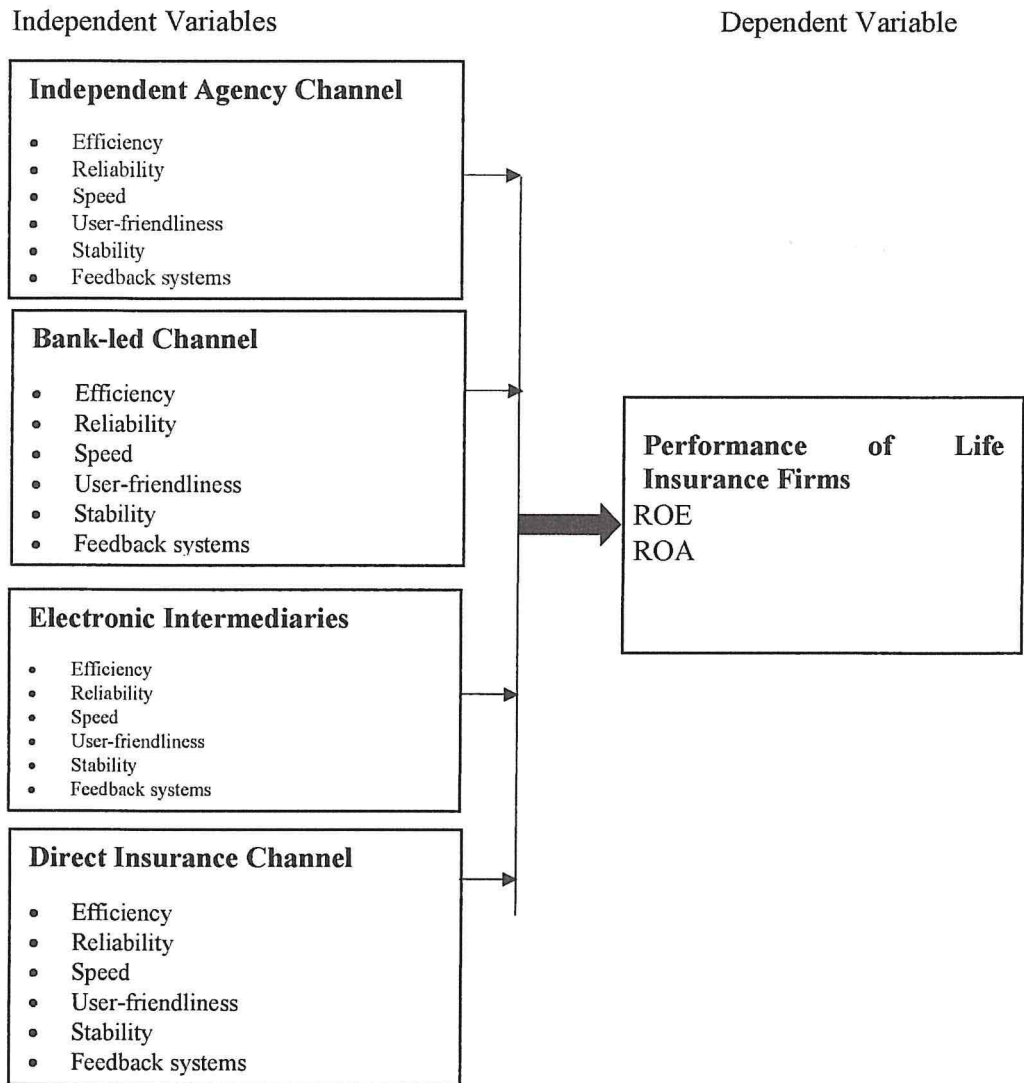 Independent Variables
Dependent Variable
Independent Agency Channel
• Efficiency
• Reliability
• Speed
• User-friendliness
• Stability
• Feedback systems
Bank-led Channel
• Efficiency
• Reliability
• Speed
• User-friendliness
• Stability
• Feedback systems
Electronic Intermediaries
• Efficiency
• Reliability
• Speed
• User-friendliness
• Stability
• Feedback systems
Direct Insurance Channel
• Efficiency
• Reliability
• Speed
• User-friendliness
• Stability
• Feedback systems
Performance of Life
Insurance Firms
ROE
ROA